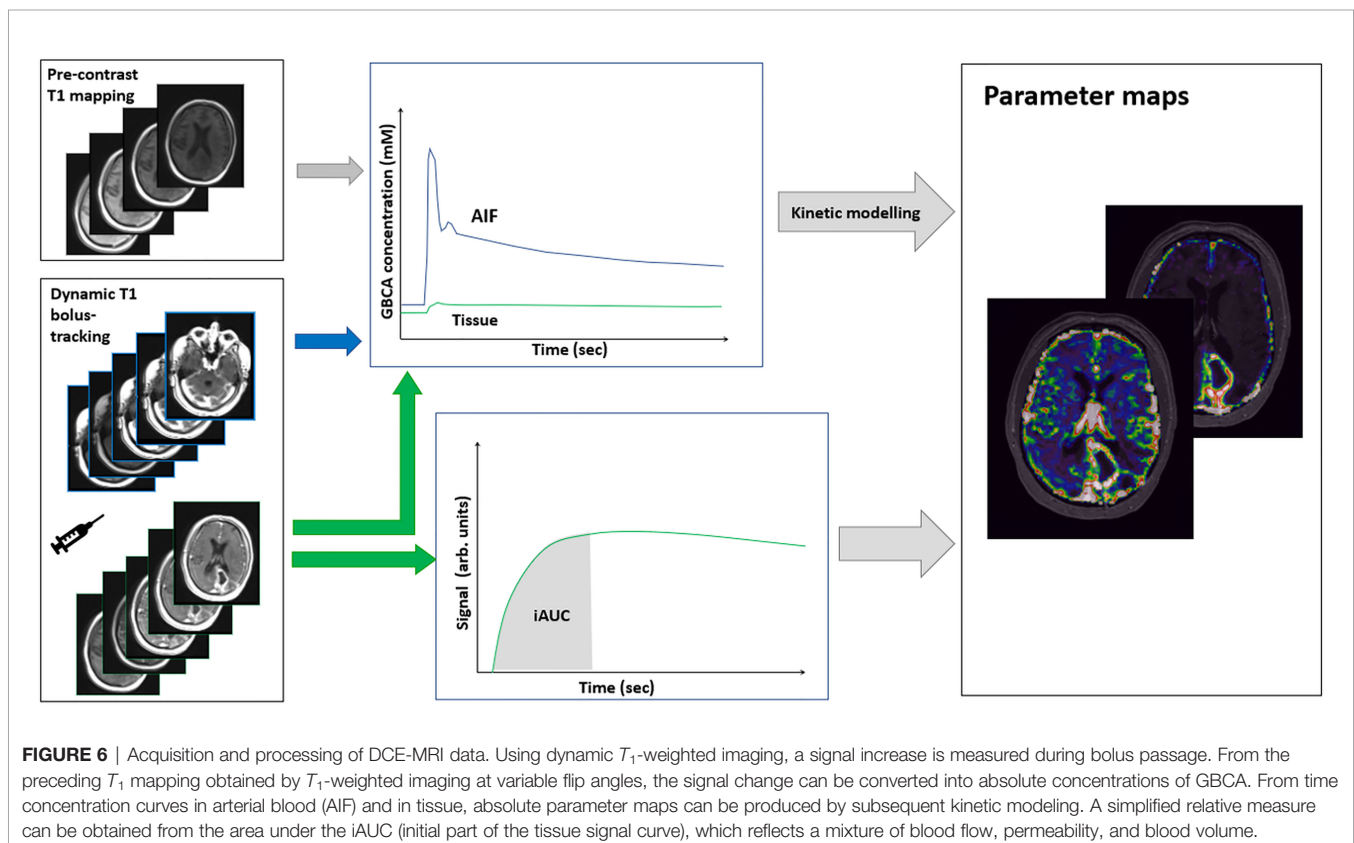 Pre-contrast
T1 mapping
Dynamic T1
bolus-
tracking
GBCA concentration (mM)
AIF
Tissue
Time (sec)
Signal (arb. units)
iAUC
Time (sec)
Kinetic modelling
Parameter maps
FIGURE 6 | Acquisition and processing of DCE-MRI data. Using dynamic T₁-weighted imaging, a signal increase is measured during bolus passage. From the
preceding T₁ mapping obtained by T₁-weighted imaging at variable flip angles, the signal change can be converted into absolute concentrations of GBCA. From time
concentration curves in arterial blood (AIF) and in tissue, absolute parameter maps can be produced by subsequent kinetic modeling. A simplified relative measure
can be obtained from the area under the iAUC (initial part of the tissue signal curve), which reflects a mixture of blood flow, permeability, and blood volume.